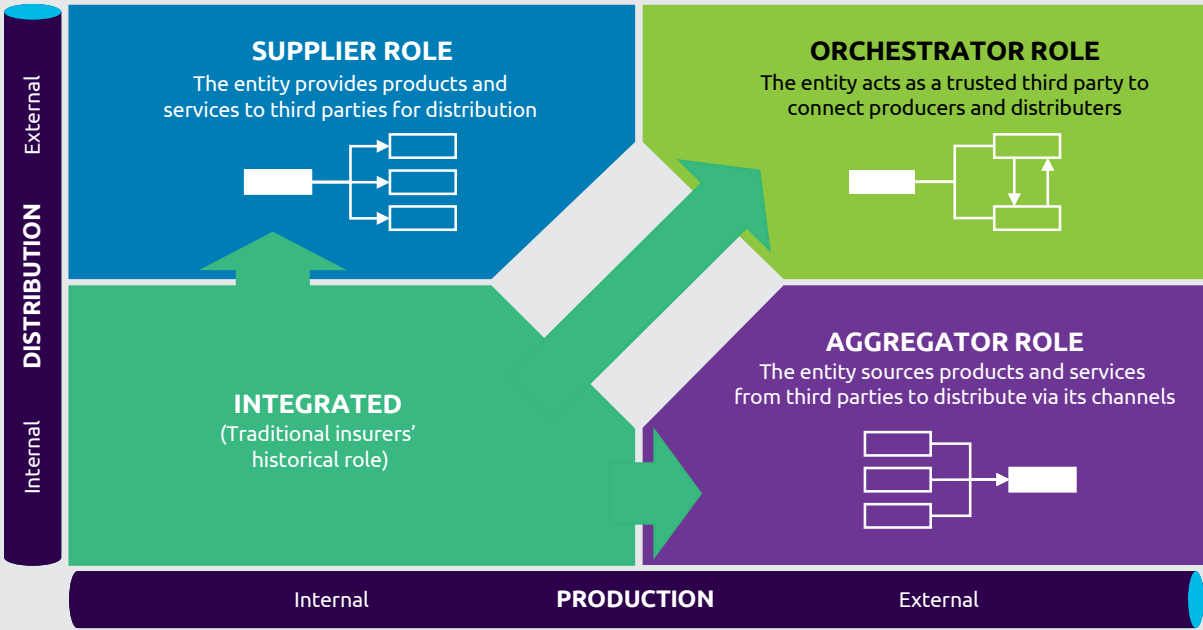 SUPPLIER ROLE
The entity provides products and
services to third parties for distribution
ORCHESTRATOR ROLE
The entity acts as a trusted third party to
connect producers and distributers
External
DISTRIBUTION
Internal
INTEGRATED
(Traditional insurers’
historical role)
AGGREGATOR ROLE
The entity sources products and services
from third parties to distribute via its channels
Internal
PRODUCTION
External